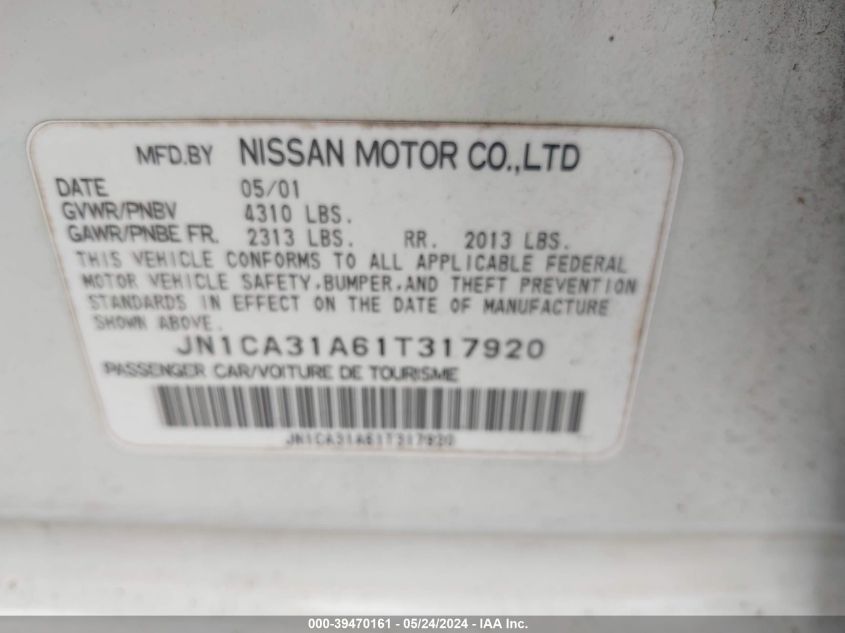 MFD.BY NISSAN MOTOR CO.,LTD
DATE 05/01
GVWR/PNBV 4310 LBS.
GAWR/PNBE FR. 2313 LBS. RR. 2013 LBS.
THIS VEHICLE CONFORMS TO ALL APPLICABLE FEDERAL
MOTOR VEHICLE SAFETY,BUMPER,AND THEFT PREVENTION
STANDARDS IN EFFECT ON THE DATE OF MANUFACTURE
SHOWN ABOVE.
JN1CA31A61T317920
PASSENGER CAR/VOITURE DE TOURISME
JN1CA31A61T317920
000-39470161 - 05/24/2024 - IAA Inc.